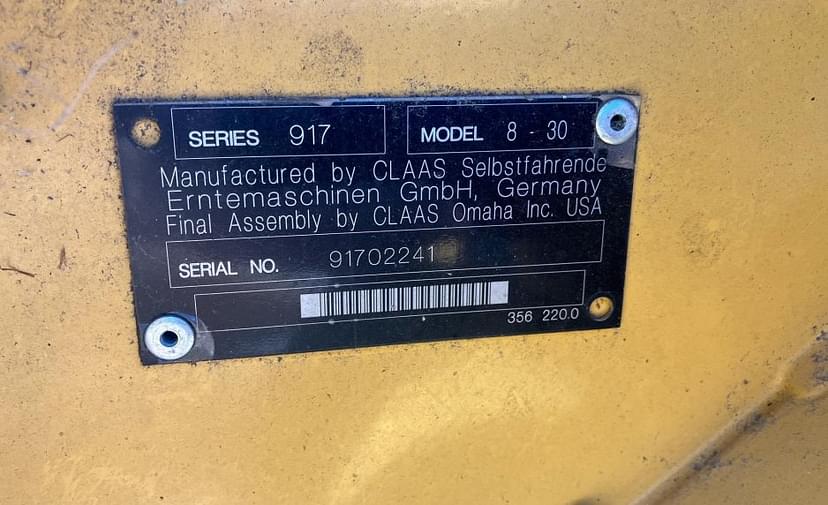 SERIES 917 MODEL 8 - 30
Manufactured by CLAAS Selbstfahrende
Erntemaschinen GmbH, Germany
Final Assembly by CLAAS Omaha Inc. USA
SERIAL NO. 91702241
356 220.0